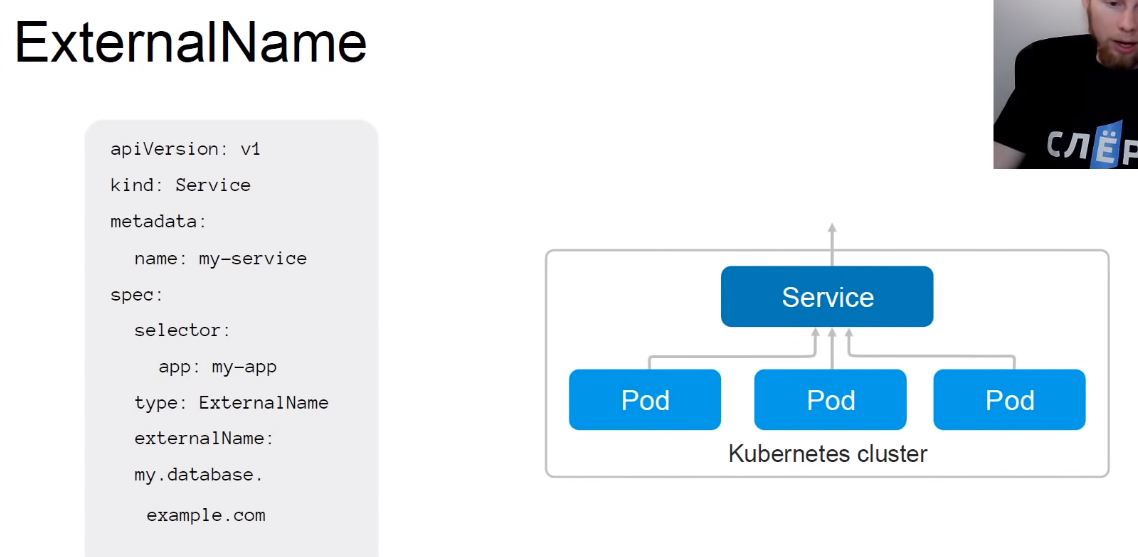 ExternalName
apiVersion: v1
kind: Service
metadata:
name: my-service
spec:
selector:
app: my-app
type: ExternalName
externalName:
my.database.
example.com
СЛЁР
Service
Pod Pod Pod
Kubernetes cluster